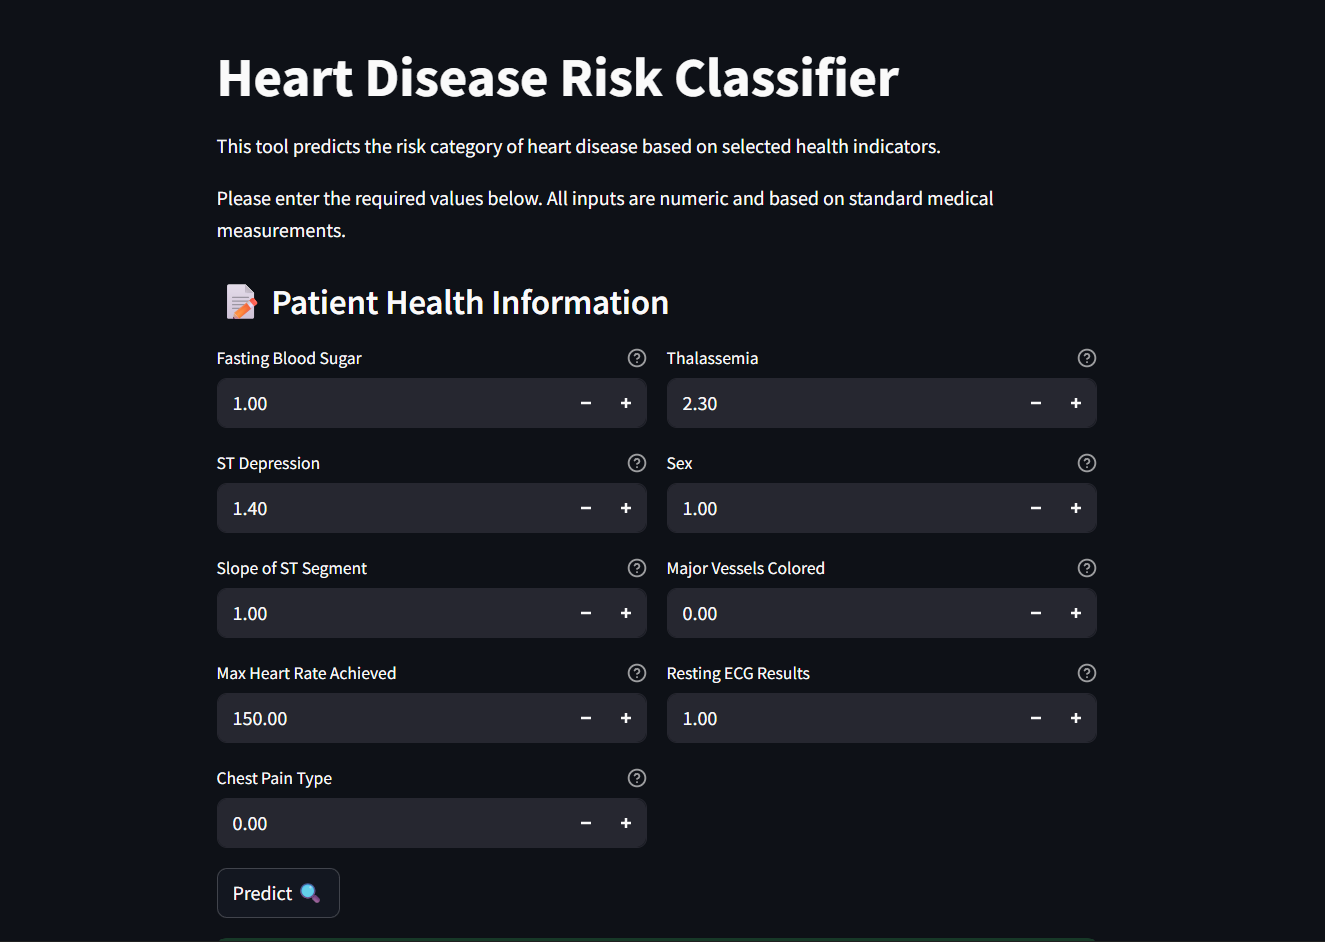 Heart Disease Risk Classifier
This tool predicts the risk category of heart disease based on selected health indicators.
Please enter the required values below. All inputs are numeric and based on standard medical
measurements.
Patient Health Information
Fasting Blood Sugar
1.00
Thalassemia
2.30
ST Depression
1.40
Sex
1.00
Slope of ST Segment
1.00
Major Vessels Colored
0.00
Max Heart Rate Achieved
150.00
Resting ECG Results
1.00
Chest Pain Type
0.00
Predict